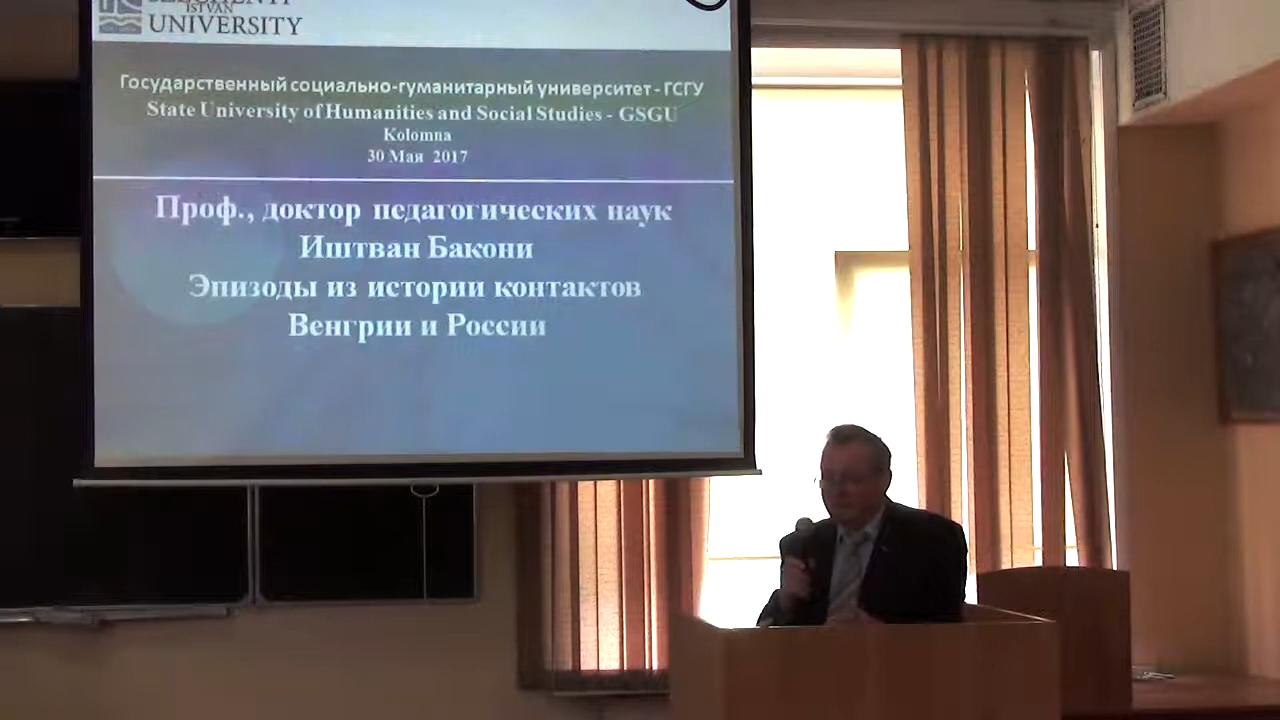 ISTVÁN
UNIVERSITY
Государственный социально-гуманитарный университет - ГСГУ
State University of Humanities and Social Studies - GSGU
Kolomna
30 Мая 2017
Проф., доктор педагогических наук
Иштван Бакони
Эпизоды из истории контактов
Венгрии и России